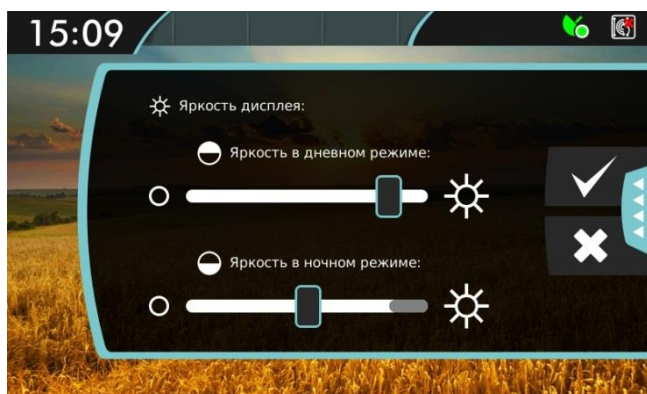 15:09
Яркость дисплея:
Яркость в дневном режиме:
Яркость в ночном режиме: